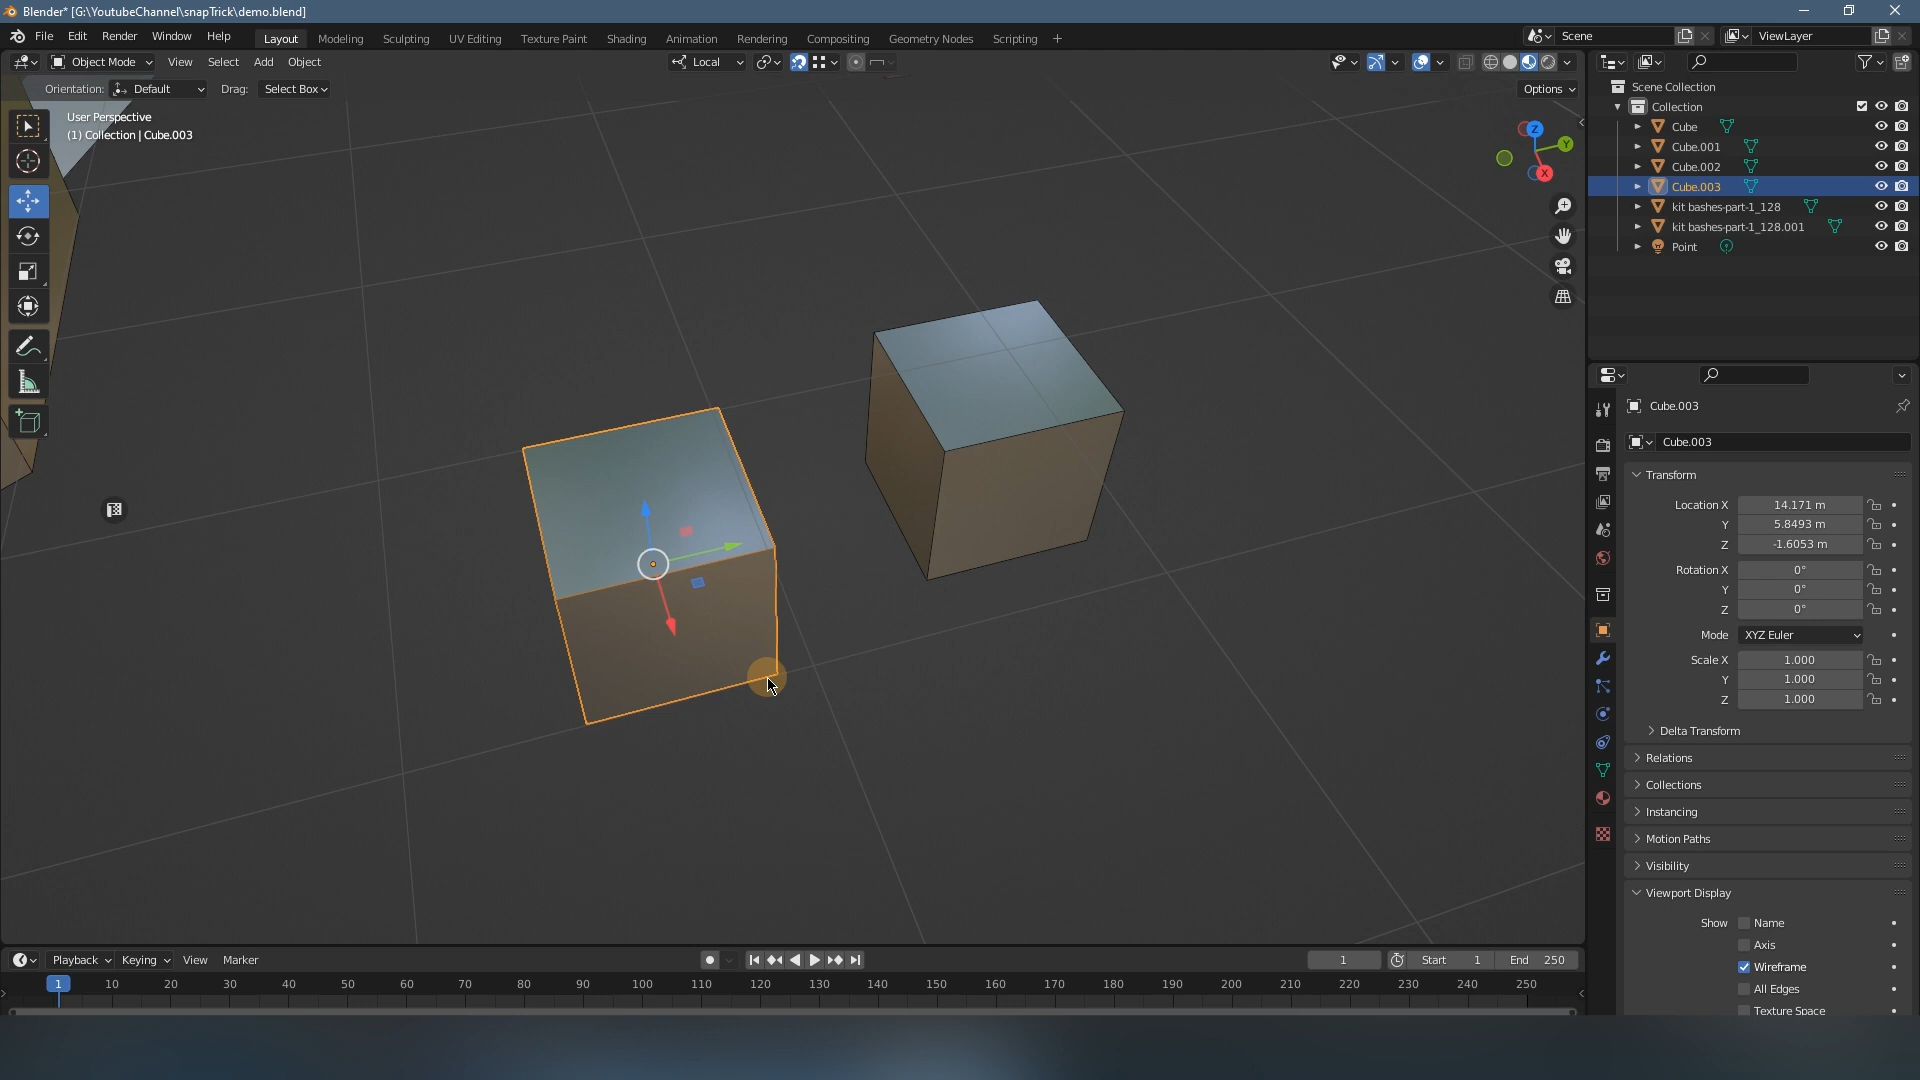 Blender* [G:\YoutubeChannel\snapTrick\demo.blend]
File Edit Render Window Help Layout Modeling Sculpting UV Editing Texture Paint Shading Animation Rendering Compositing Geometry Nodes Scripting + Scene ViewLayer
Object Mode View Select Add Object Local
Orientation: Default Drag: Select Box Options
User Perspective
(1) Collection | Cube.003
Z
Y
X
Scene Collection
Collection
Cube
Cube.001
Cube.002
Cube.003
kit bashes-part-1_128
kit bashes-part-1_128.001
Point
Cube.003
Cube.003
Transform
Location X 14.171 m
Y 5.8493 m
Z -1.6053 m
Rotation X 0°
Y 0°
Z 0°
Mode XYZ Euler
Scale X 1.000
Y 1.000
Z 1.000
Delta Transform
Relations
Collections
Instancing
Motion Paths
Visibility
Viewport Display
Show Name
Axis
Wireframe
All Edges
Texture Space
Playback Keying View Marker 1 Start 1 End 250
1 10 20 30 40 50 60 70 80 90 100 110 120 130 140 150 160 170 180 190 200 210 220 230 240 250